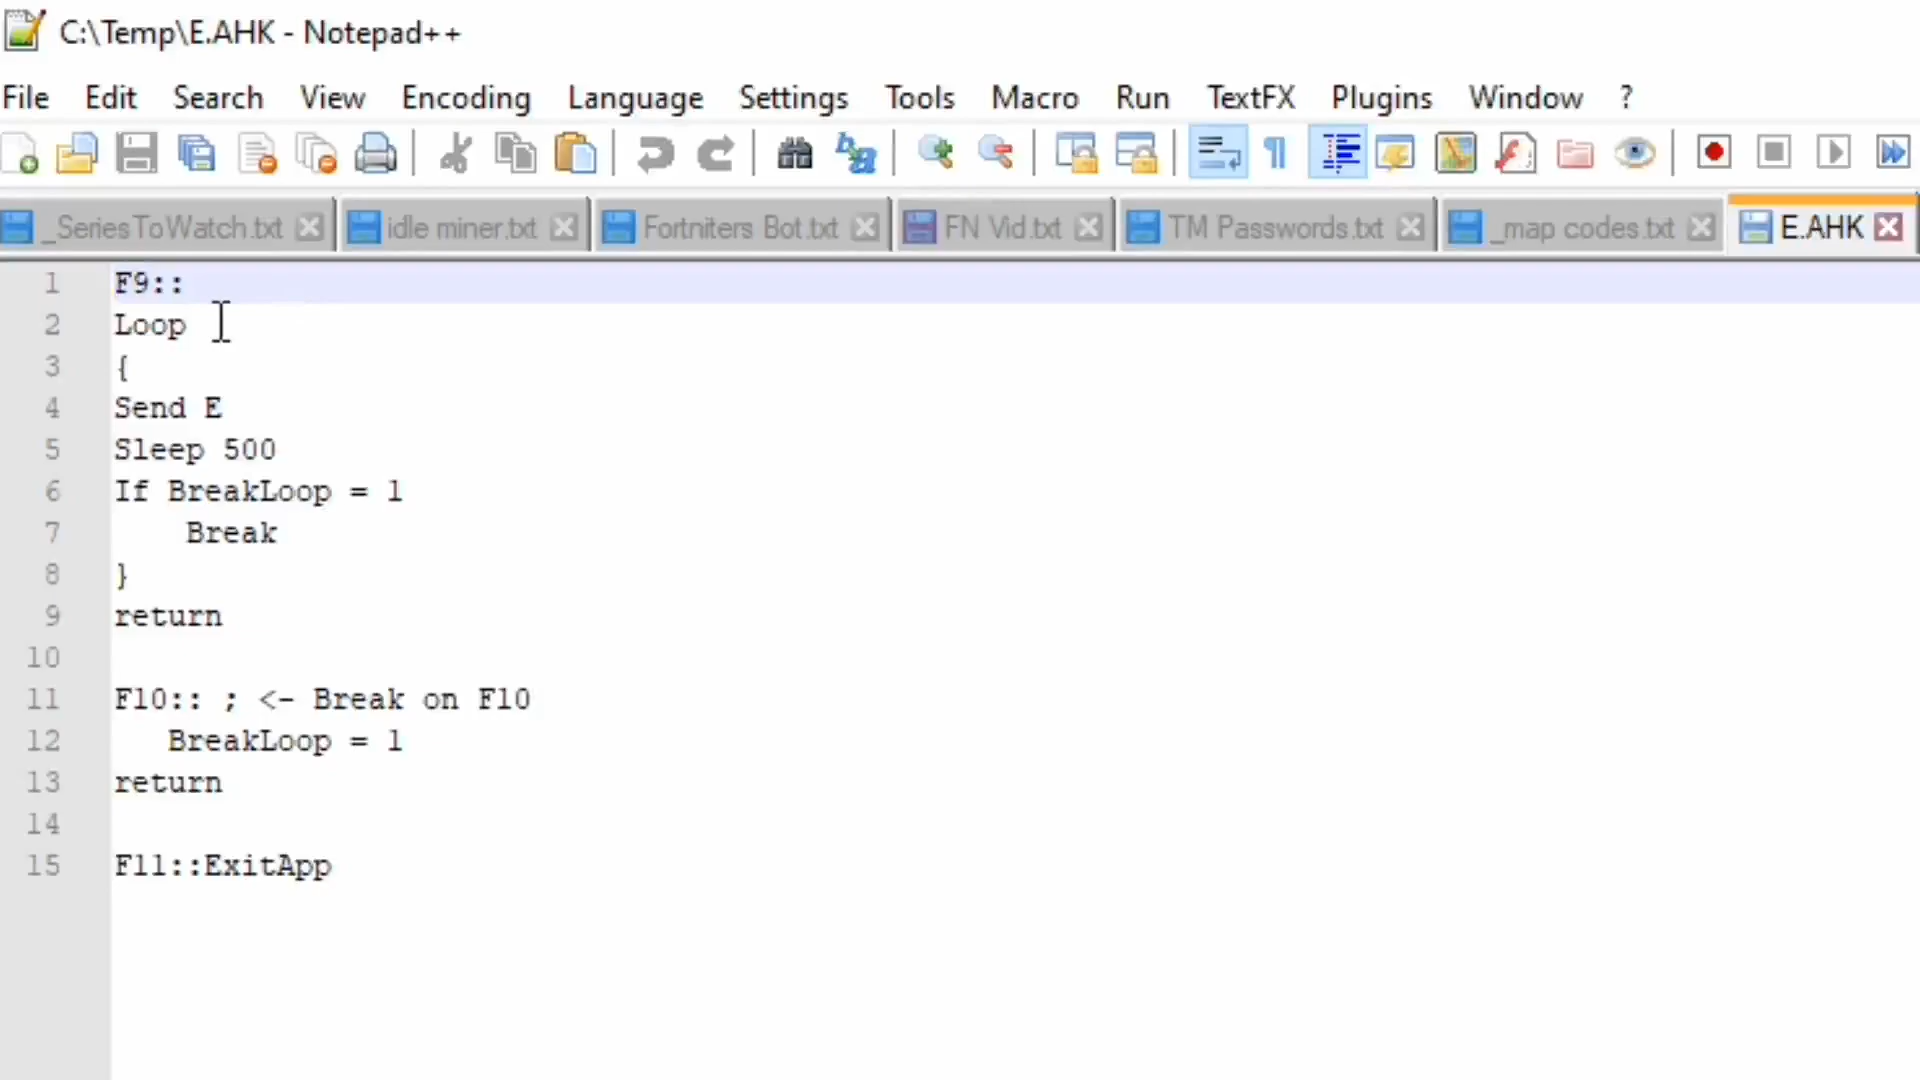 C:\Temp\E.AHK - Notepad++
File Edit Search View Encoding Language Settings Tools Macro Run TextFX Plugins Window ?
_SeriesToWatch.txt idle miner.txt Fortniters Bot.txt FN Vid.txt TM Passwords.txt _map codes.txt E.AHK
1 F9::
2 Loop
3 {
4 Send E
5 Sleep 500
6 If BreakLoop = 1
7 Break
8 }
9 return
10
11 F10:: ; <- Break on F10
12 BreakLoop = 1
13 return
14
15 F11::ExitApp